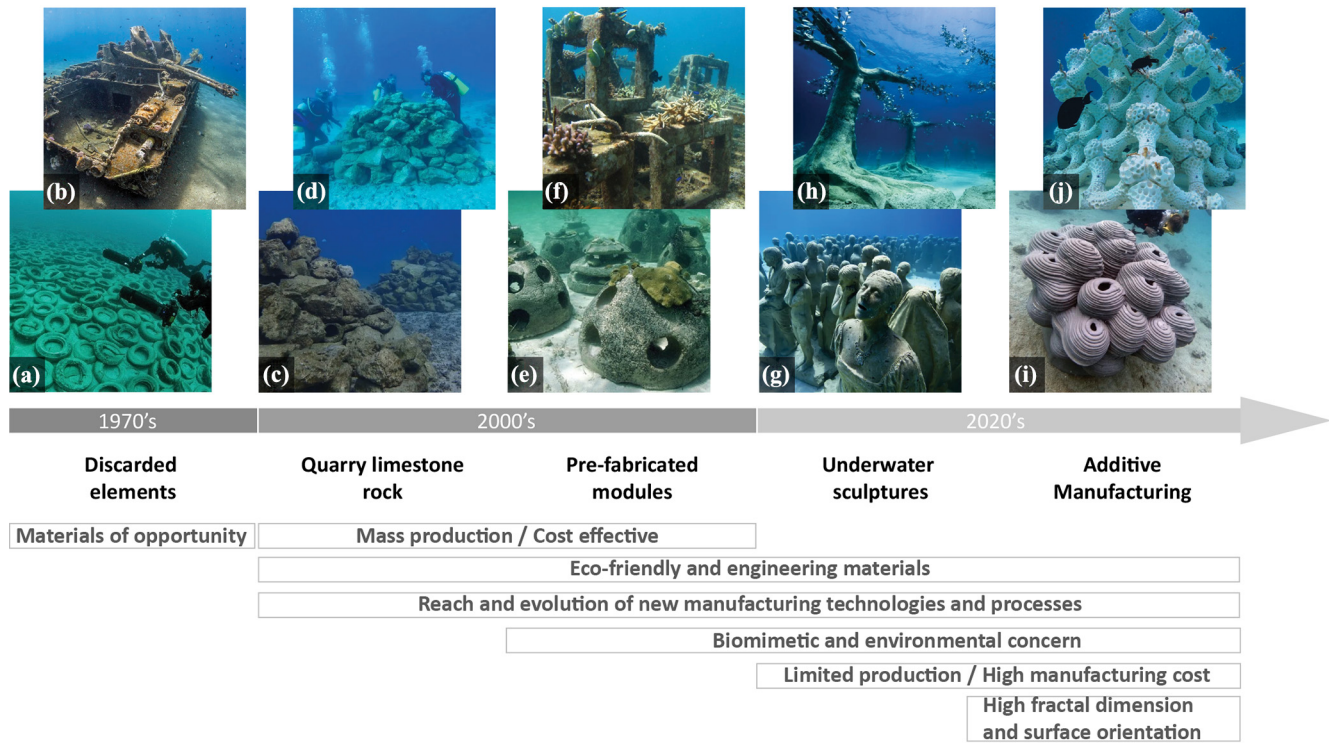 (b)
(d)
(f)
(h)
(j)
(a)
(c)
(e)
(g)
(i)
1970’s
2000’s
2020’s
Discarded
elements
Quarry limestone
rock
Pre-fabricated
modules
Underwater
sculptures
Additive
Manufacturing
Materials of opportunity
Mass production / Cost effective
Eco-friendly and engineering materials
Reach and evolution of new manufacturing technologies and processes
Biomimetic and environmental concern
Limited production / High manufacturing cost
High fractal dimension
and surface orientation